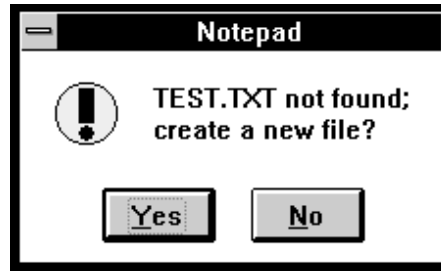 Notepad
TEST.TXT not found;
create a new file?
Yes
No